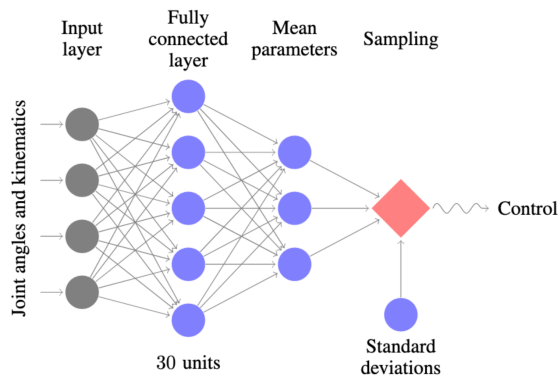 Input
layer
Fully
connected
layer
Mean
parameters
Sampling
Joint angles and kinematics
Control
30 units
Standard
deviations